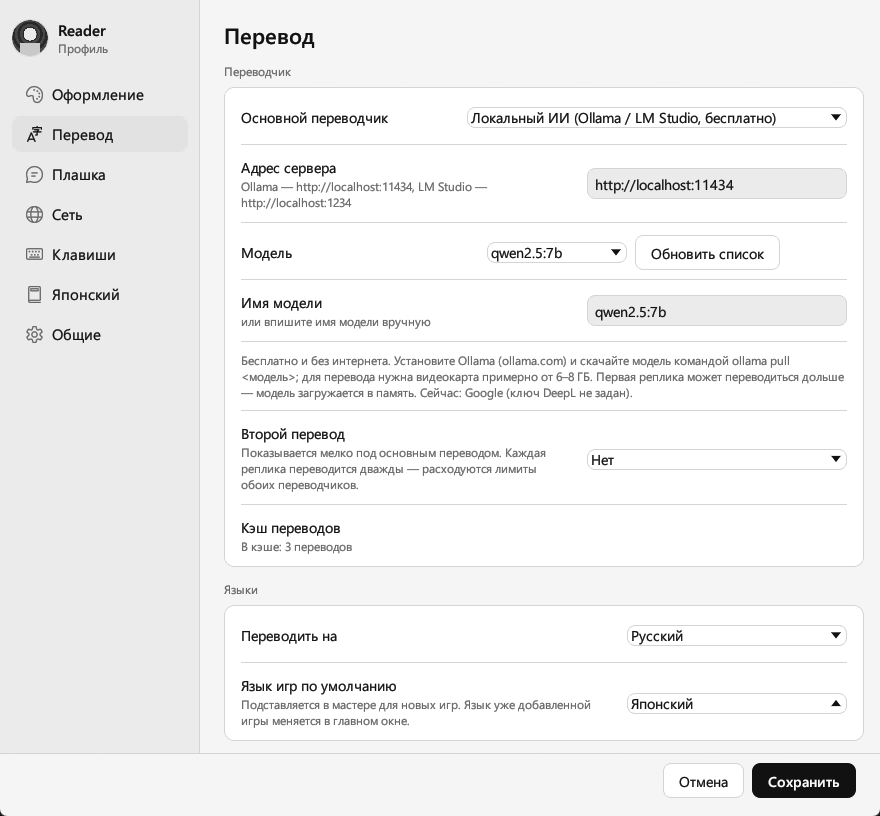 Reader
Профиль
Оформление
Перевод
Плашка
Сеть
Клавиши
Японский
Общие
Перевод
Переводчик
Основной переводчик
Локальный ИИ (Ollama / LM Studio, бесплатно)
Адрес сервера
Ollama — http://localhost:11434, LM Studio —
http://localhost:1234
http://localhost:11434
Модель
qwen2.5:7b
Обновить список
Имя модели
или впишите имя модели вручную
qwen2.5:7b
Бесплатно и без интернета. Установите Ollama (ollama.com) и скачайте модель командой ollama pull
<модель>; для перевода нужна видеокарта примерно от 6–8 ГБ. Первая реплика может переводиться дольше
— модель загружается в память. Сейчас: Google (ключ DeepL не задан).
Второй перевод
Показывается мелко под основным переводом. Каждая
реплика переводится дважды — расходуются лимиты
обоих переводчиков.
Нет
Кэш переводов
В кэше: 3 переводов
Языки
Переводить на
Русский
Язык игр по умолчанию
Подставляется в мастере для новых игр. Язык уже добавленной
игры меняется в главном окне.
Японский
Отмена
Сохранить